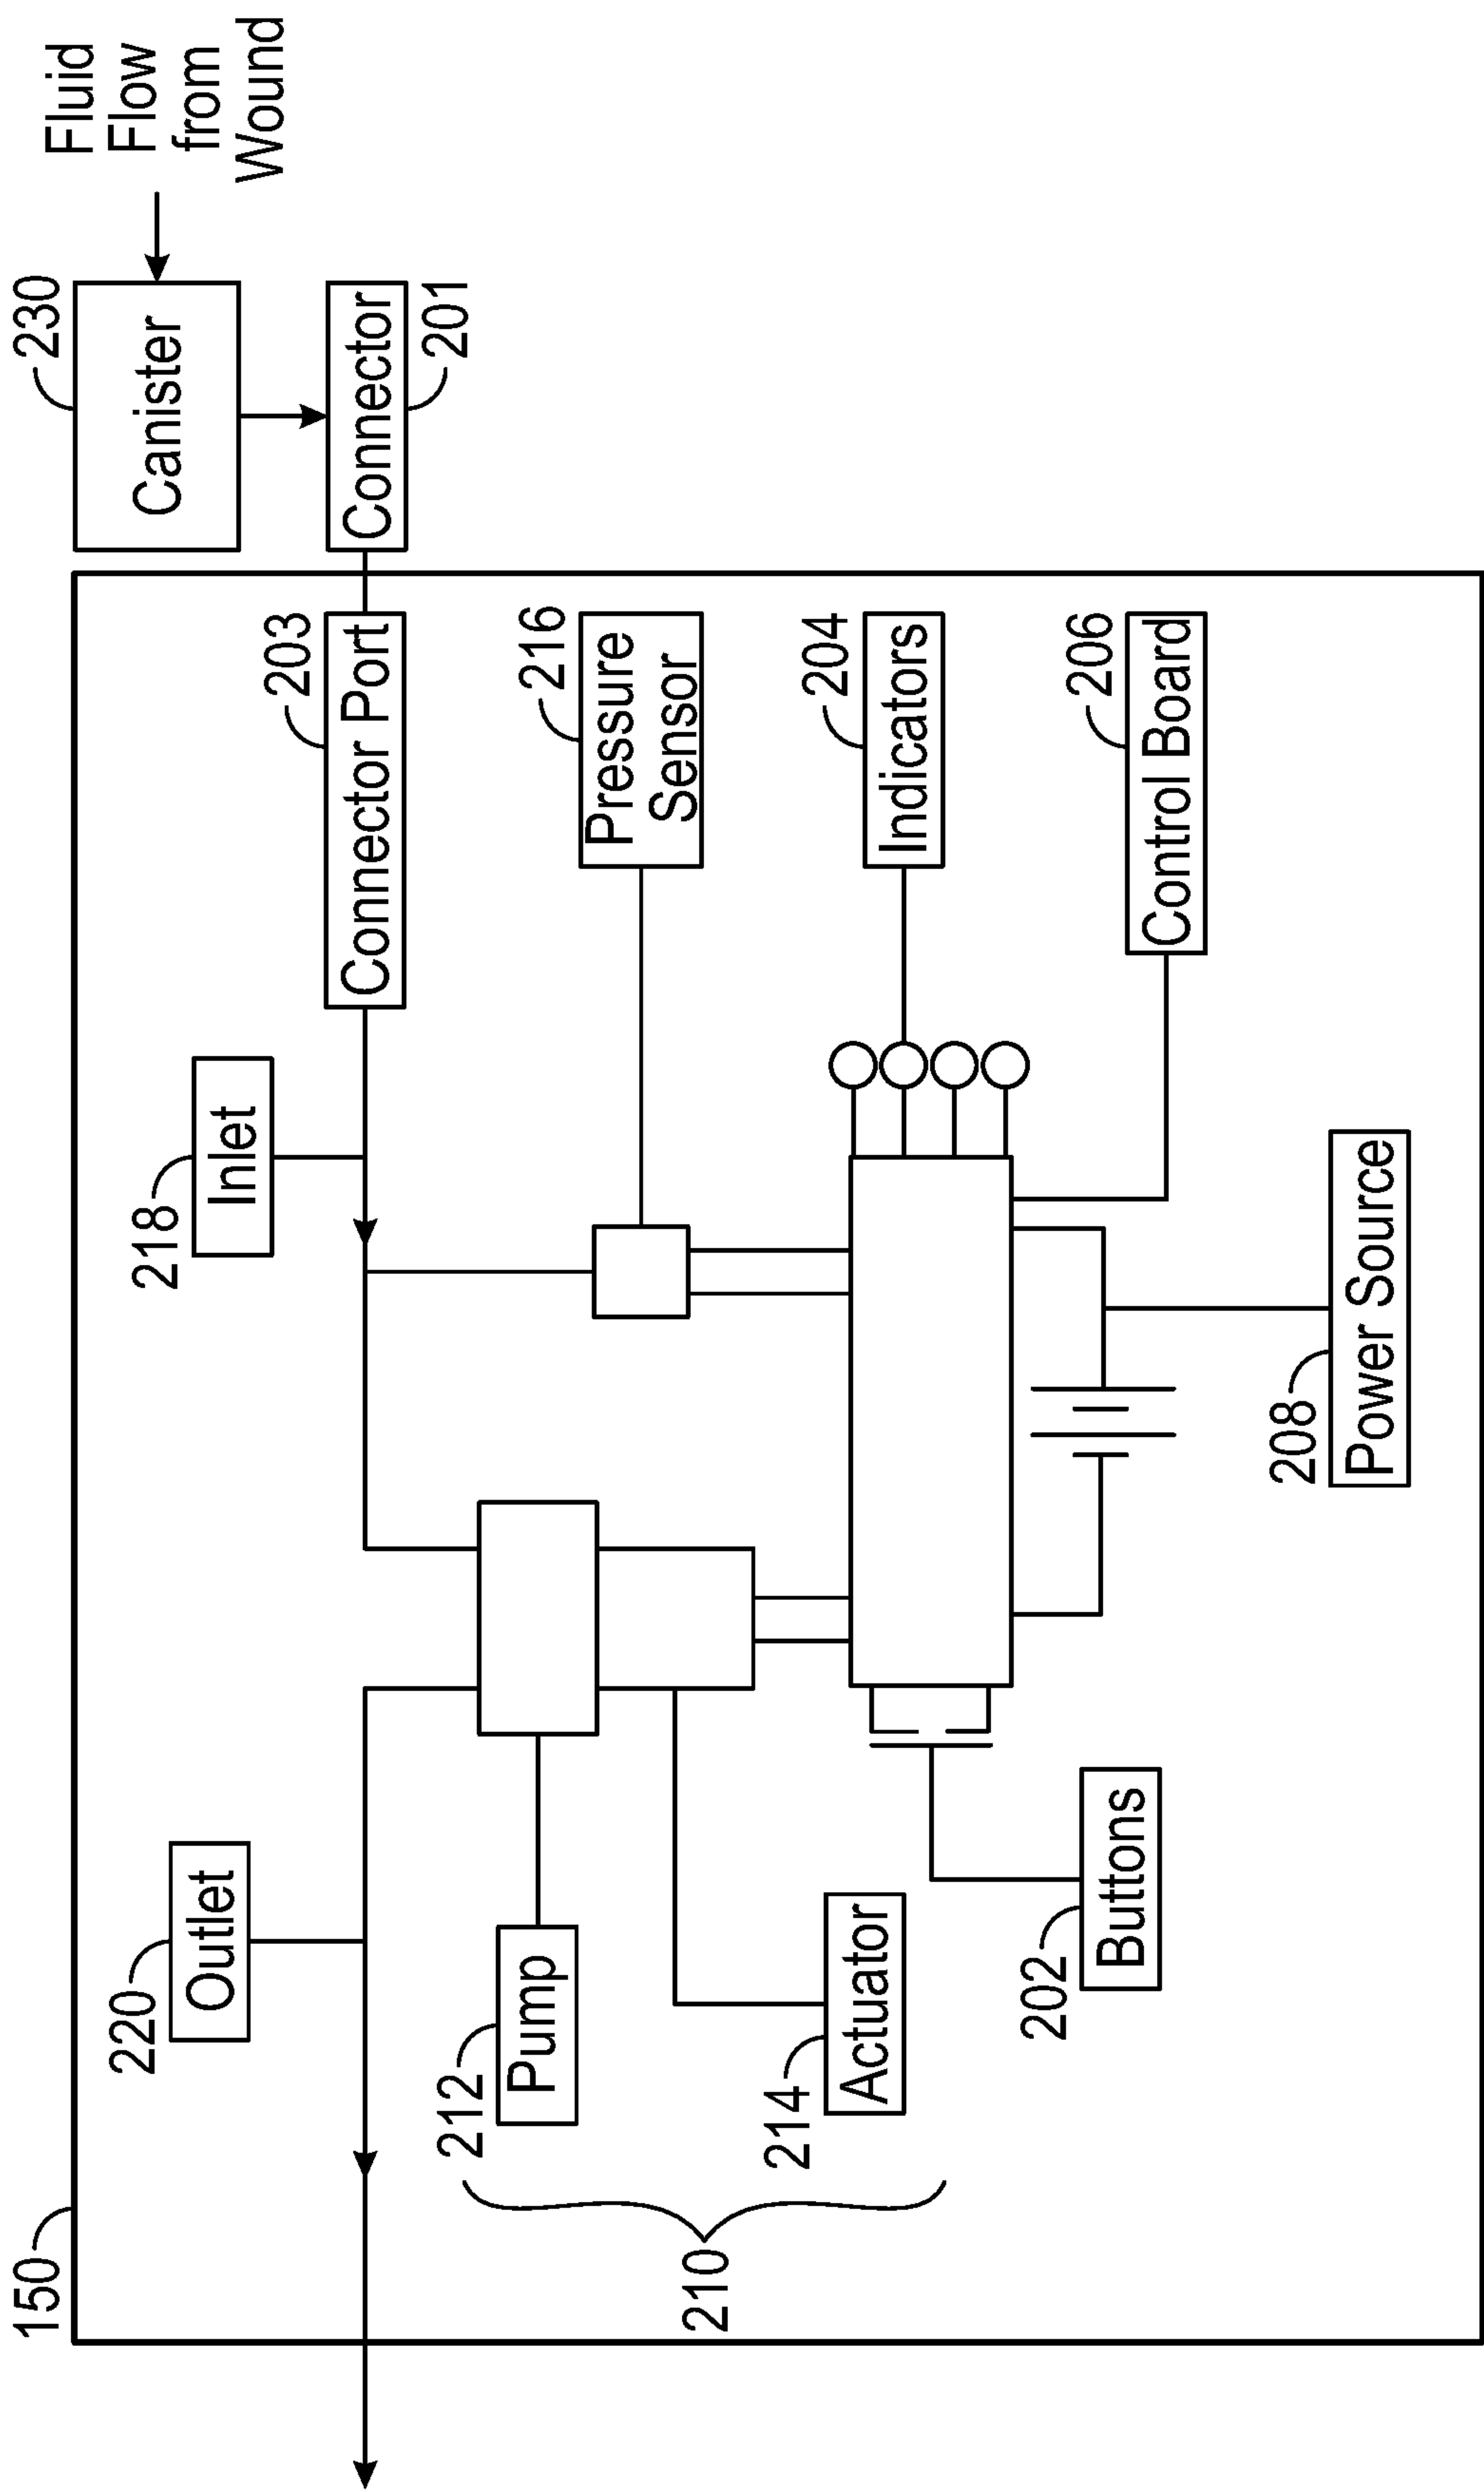 150
220
Outlet
218
Inlet
203
Connector Port
230
Canister
Fluid
Flow
from
Wound
Connector
201
212
Pump
216
Pressure
Sensor
210
214
Actuator
204
Indicators
202
Buttons
206
Control Board
208
Power Source